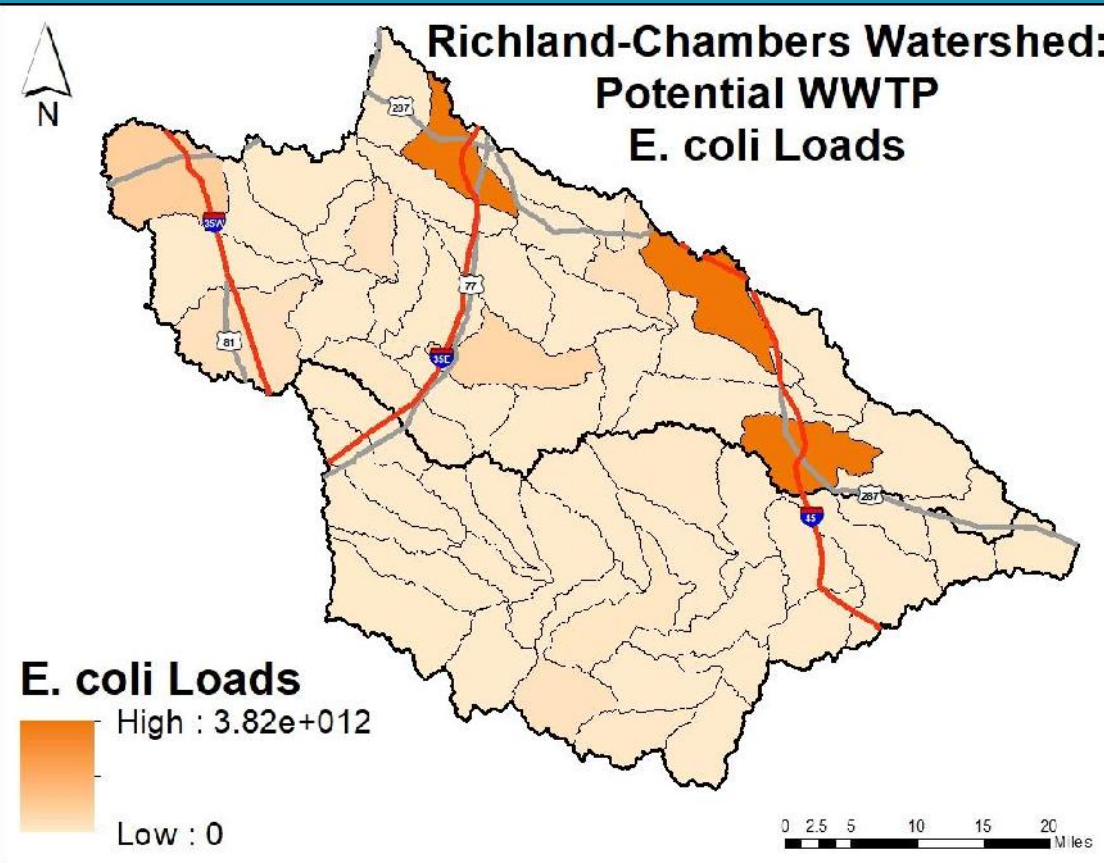 Richland-Chambers Watershed:
Potential WWTP
E. coli Loads
N
287
35W
77
81
35E
287
45
E. coli Loads
High : 3.82e+012
Low : 0
0 2.5 5 10 15 20
Miles